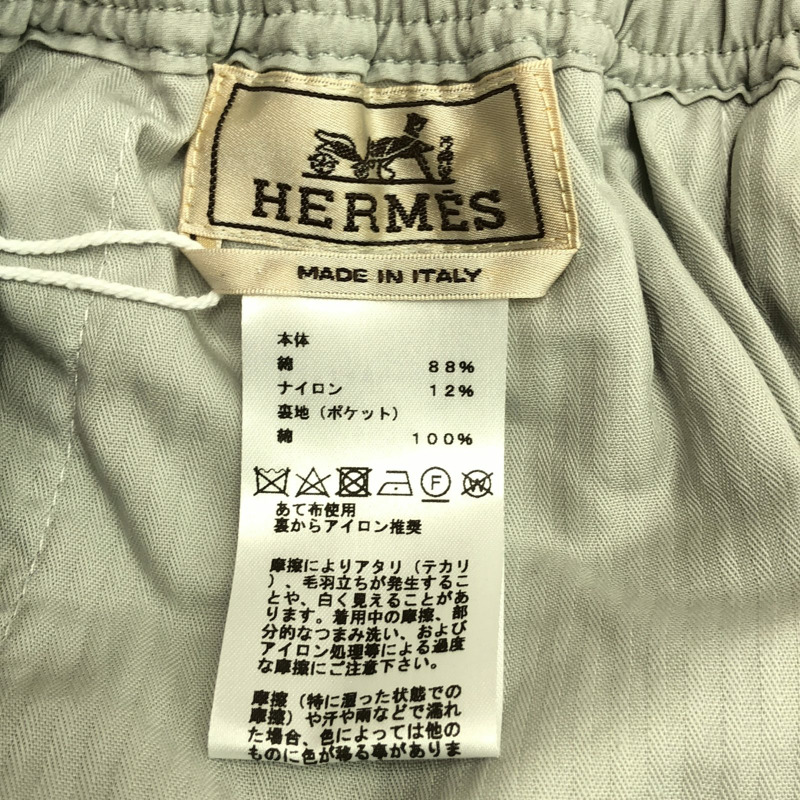 HERMÈS
MADE IN ITALY
本体
綿 88%
ナイロン 12%
裏地（ポケット）
綿 100%
F W
あて布使用
裏からアイロン推奨
摩擦によりアタリ（テカリ
）、毛羽立ちが発生するこ
とや、白く見えることがあ
ります。着用中の摩擦、部
分的なつまみ洗い、および
アイロン処理等による過度
な摩擦にご注意下さい。
摩擦（特に湿った状態での
摩擦）や汗や雨などで濡れ
た場合、色によっては他の
ものに色が移る事がありま